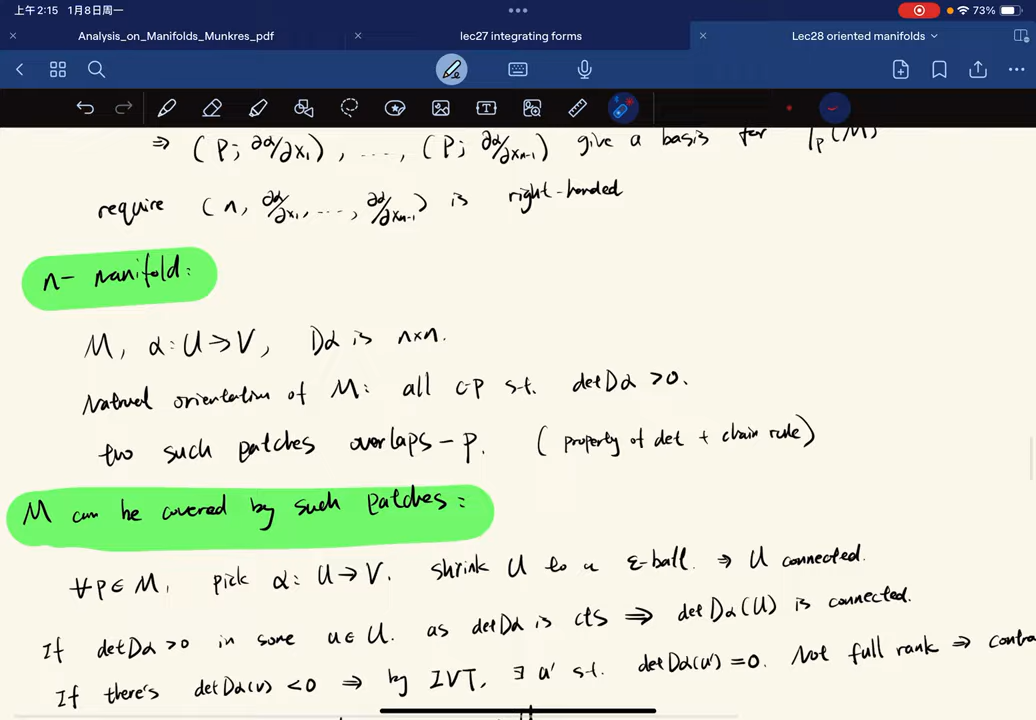 上午2:15 1月8日周一
73%
Analysis_on_Manifolds_Munkres_pdf
lec27 integrating forms
Lec28 oriented manifolds
⇒ (P; ∂α/∂x₁), ...., (P; ∂α/∂xₙ₋₁) give a basis for Tₚ(M)
require (n, ∂α/∂x₁, ..., ∂α/∂xₙ₋₁) is right-handed
n- manifold:
M, α: U → V, Dα is n×n.
Natural orientation of M: all c-p s.t. det Dα > 0.
two such patches overlaps - p. (property of det + chain rule)
M can be covered by such patches:
∀p∈M, pick α: U → V. shrink U to a ε-ball. ⇒ U connected.
If det Dα > 0 in some u∈U. as det Dα is cts ⇒ det Dα(U) is connected.
If there's det Dα(v) < 0 ⇒ by IVT, ∃ u' s.t. det Dα(u') = 0. Not full rank ⇒ contra